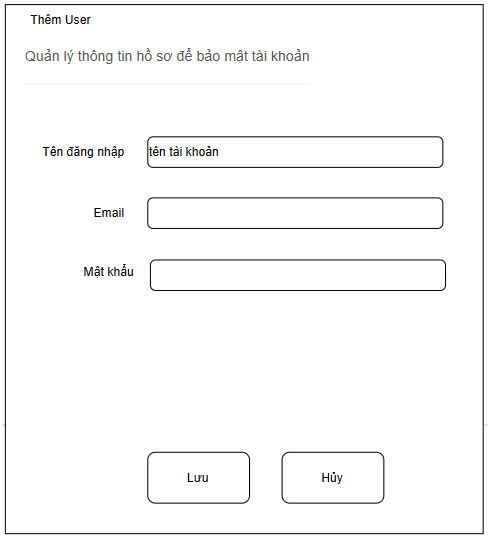 Thêm User
Quản lý thông tin hồ sơ để bảo mật tài khoản
Tên đăng nhập
tên tài khoản
Email
Mật khẩu
Lưu
Hủy